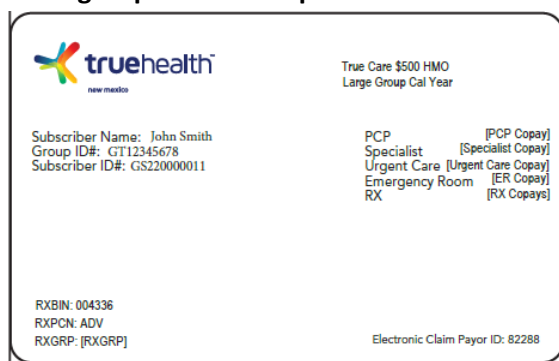 truehealth
new mexico
True Care $500 HMO
Large Group Cal Year
Subscriber Name: John Smith
Group ID#: GT12345678
Subscriber ID#: GS220000011
PCP [PCP Copay]
Specialist [Specialist Copay]
Urgent Care [Urgent Care Copay]
Emergency Room [ER Copay]
RX [RX Copays]
RXBIN: 004336
RXPCN: ADV
RXGRP: [RXGRP]
Electronic Claim Payor ID: 82288